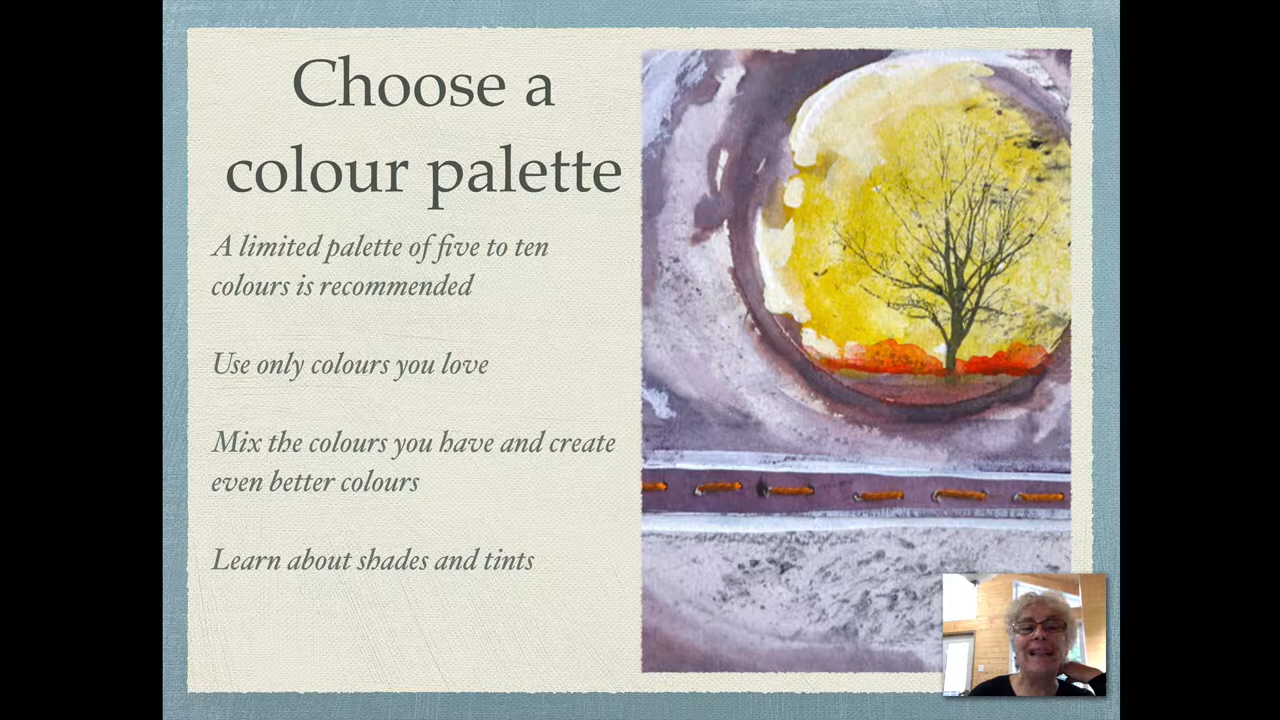 Choose a
colour palette
A limited palette of five to ten
colours is recommended
Use only colours you love
Mix the colours you have and create
even better colours
Learn about shades and tints